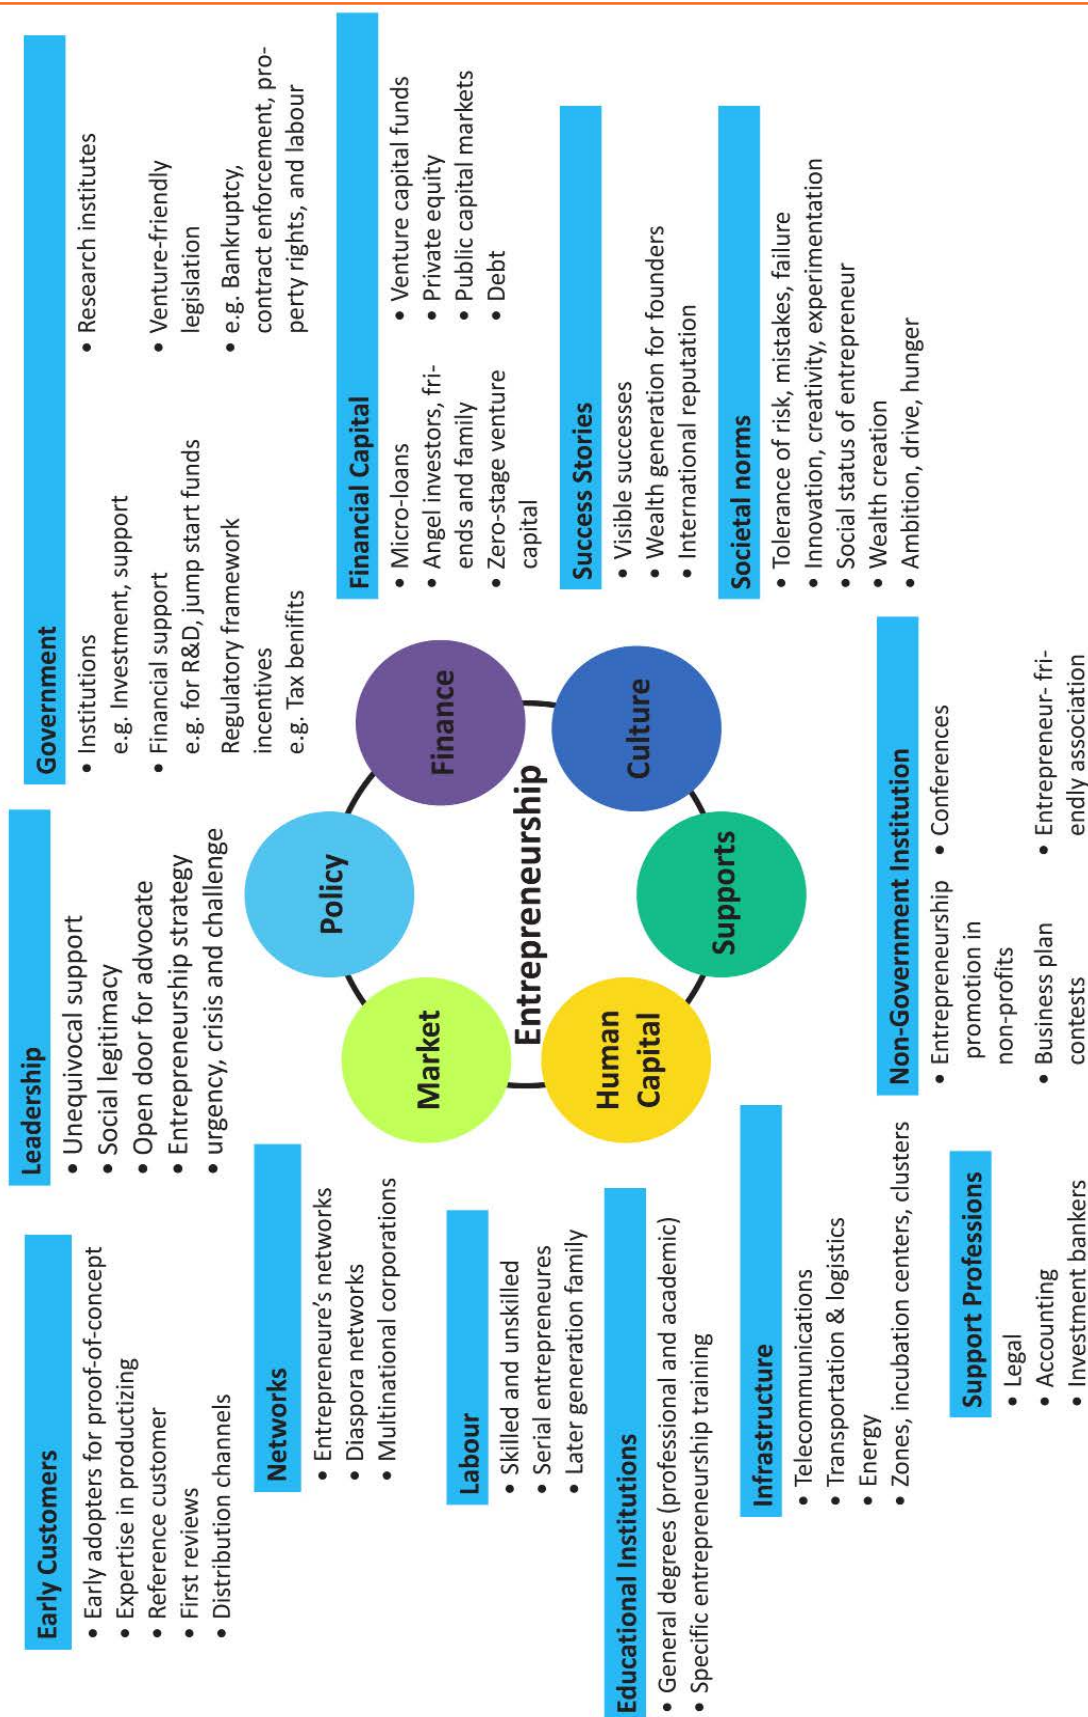 Early Customers
• Early adopters for proof-of-concept
• Expertise in productizing
• Reference customer
• First reviews
• Distribution channels
Networks
• Entrepreneure's networks
• Diaspora networks
• Multinational corporations
Labour
• Skilled and unskilled
• Serial entrepreneures
• Later generation family
Educational Institutions
• General degrees (professional and academic)
• Specific entrepreneurship training
Infrastructure
• Telecommunications
• Transportation & logistics
• Energy
• Zones, incubation centers, clusters
Support Professions
• Legal
• Accounting
• Investment bankers
Leadership
• Unequivocal support
• Social legitimacy
• Open door for advocate
• Entrepreneurship strategy
• urgency, crisis and challenge
Market
Policy
Finance
Entrepreneurship
Human
Capital
Supports
Culture
Non-Government Institution
• Entrepreneurship
promotion in
non-profits
• Business plan
contests
• Conferences
• Entrepreneur- fri-
endly association
Government
• Institutions
e.g. Investment, support
• Financial support
e.g. for R&D, jump start funds
Regulatory framework
incentives
e.g. Tax benifits
• Research institutes
• Venture-friendly
legislation
• e.g. Bankruptcy,
contract enforcement, pro-
perty rights, and labour
Financial Capital
• Micro-loans
• Angel investors, fri-
ends and family
• Zero-stage venture
capital
• Venture capital funds
• Private equity
• Public capital markets
• Debt
Success Stories
• Visible successes
• Wealth generation for founders
• International reputation
Societal norms
• Tolerance of risk, mistakes, failure
• Innovation, creativity, experimentation
• Social status of entrepreneur
• Wealth creation
• Ambition, drive, hunger